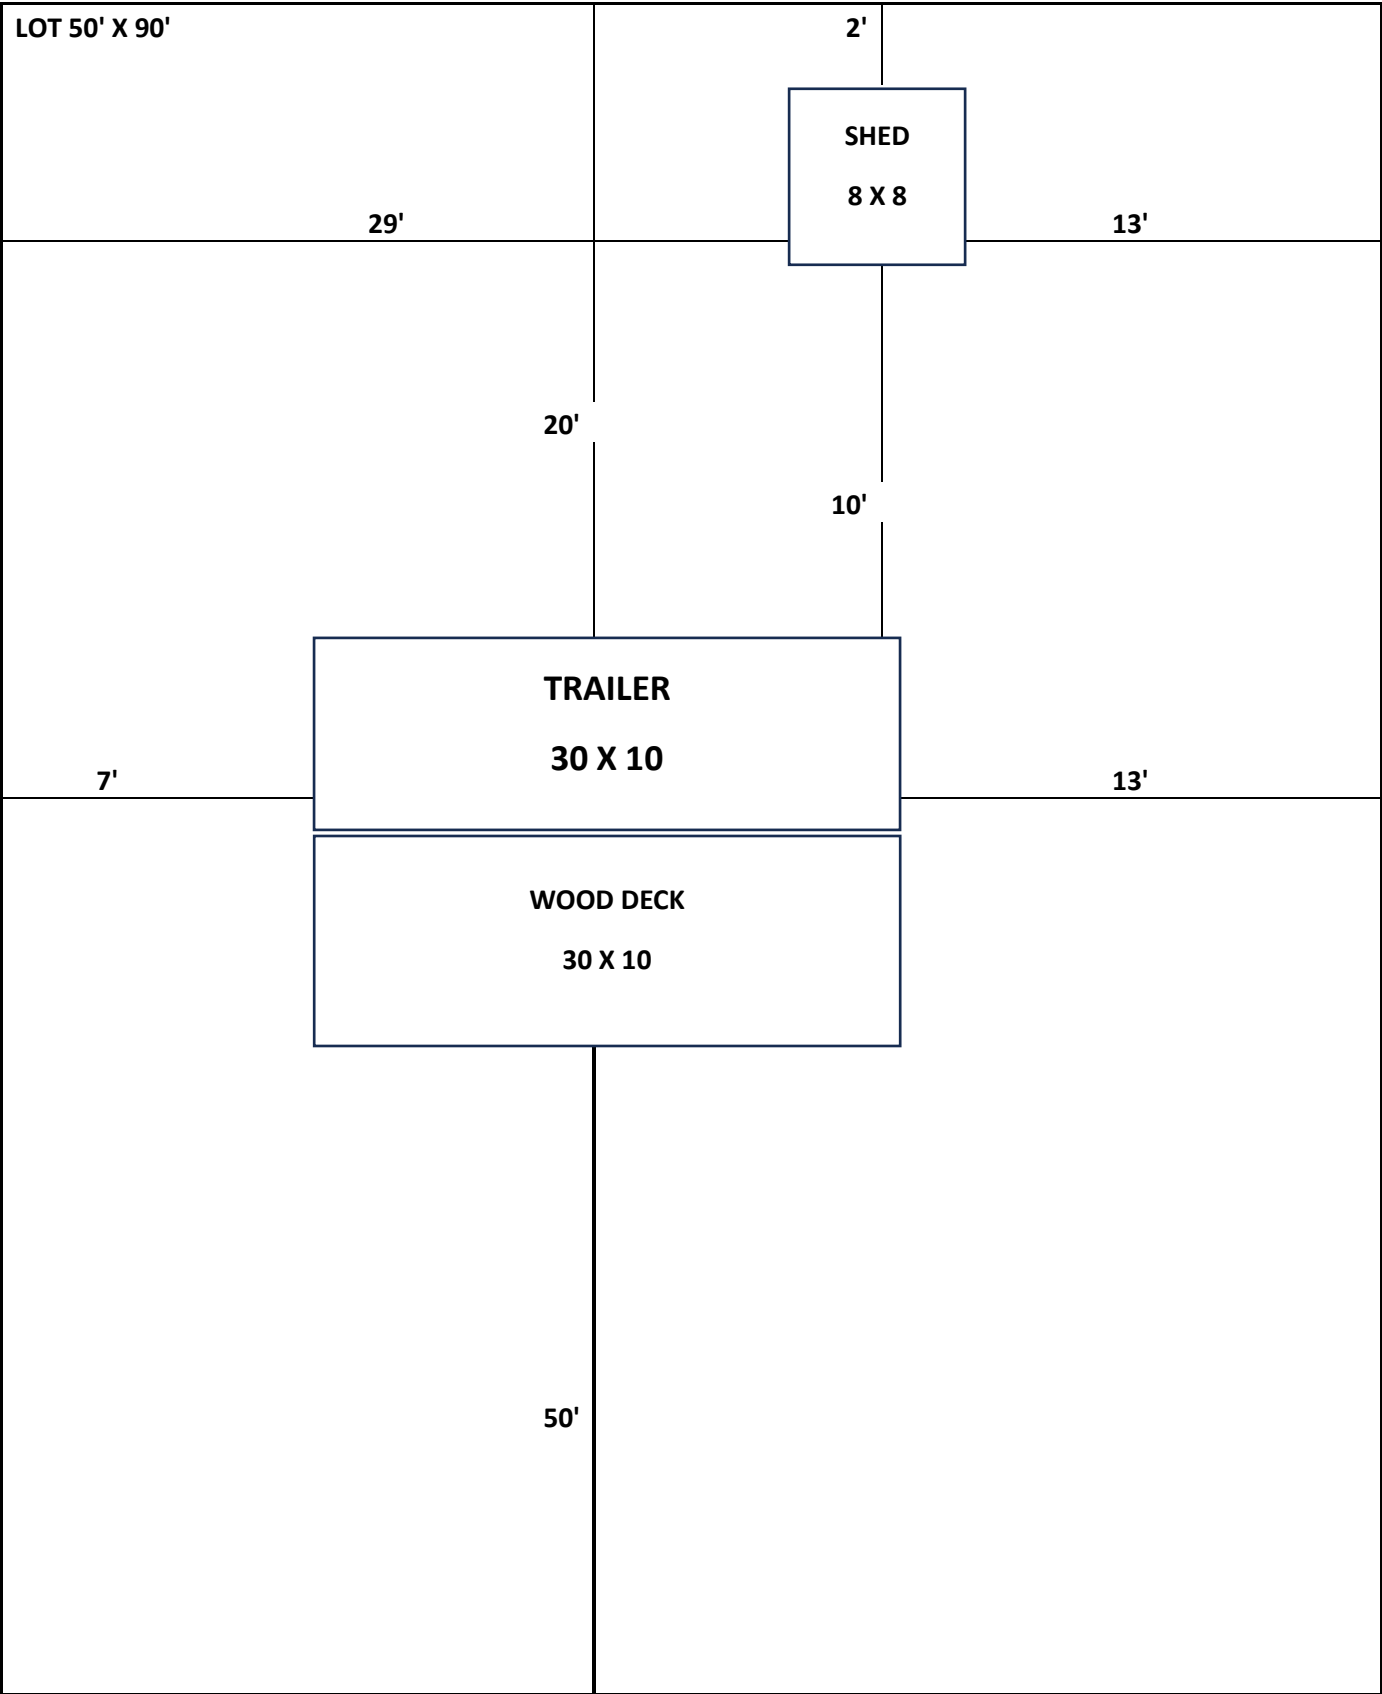 LOT 50' X 90'
2'
SHED
8 X 8
29'
13'
20'
10'
TRAILER
30 X 10
7'
13'
WOOD DECK
30 X 10
50'